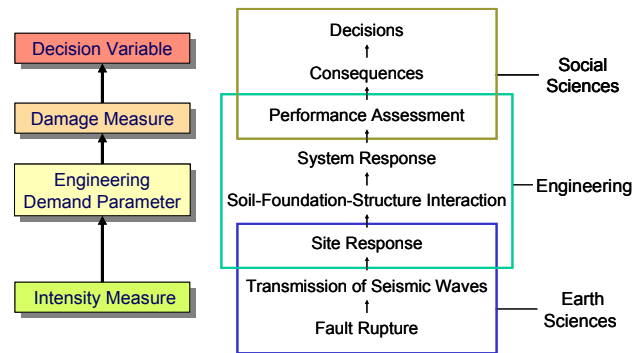 Decision Variable
Damage Measure
Engineering
Demand Parameter
Intensity Measure
Decisions
Consequences
Performance Assessment
System Response
Soil-Foundation-Structure Interaction
Site Response
Transmission of Seismic Waves
Fault Rupture
Social
Sciences
Engineering
Earth
Sciences